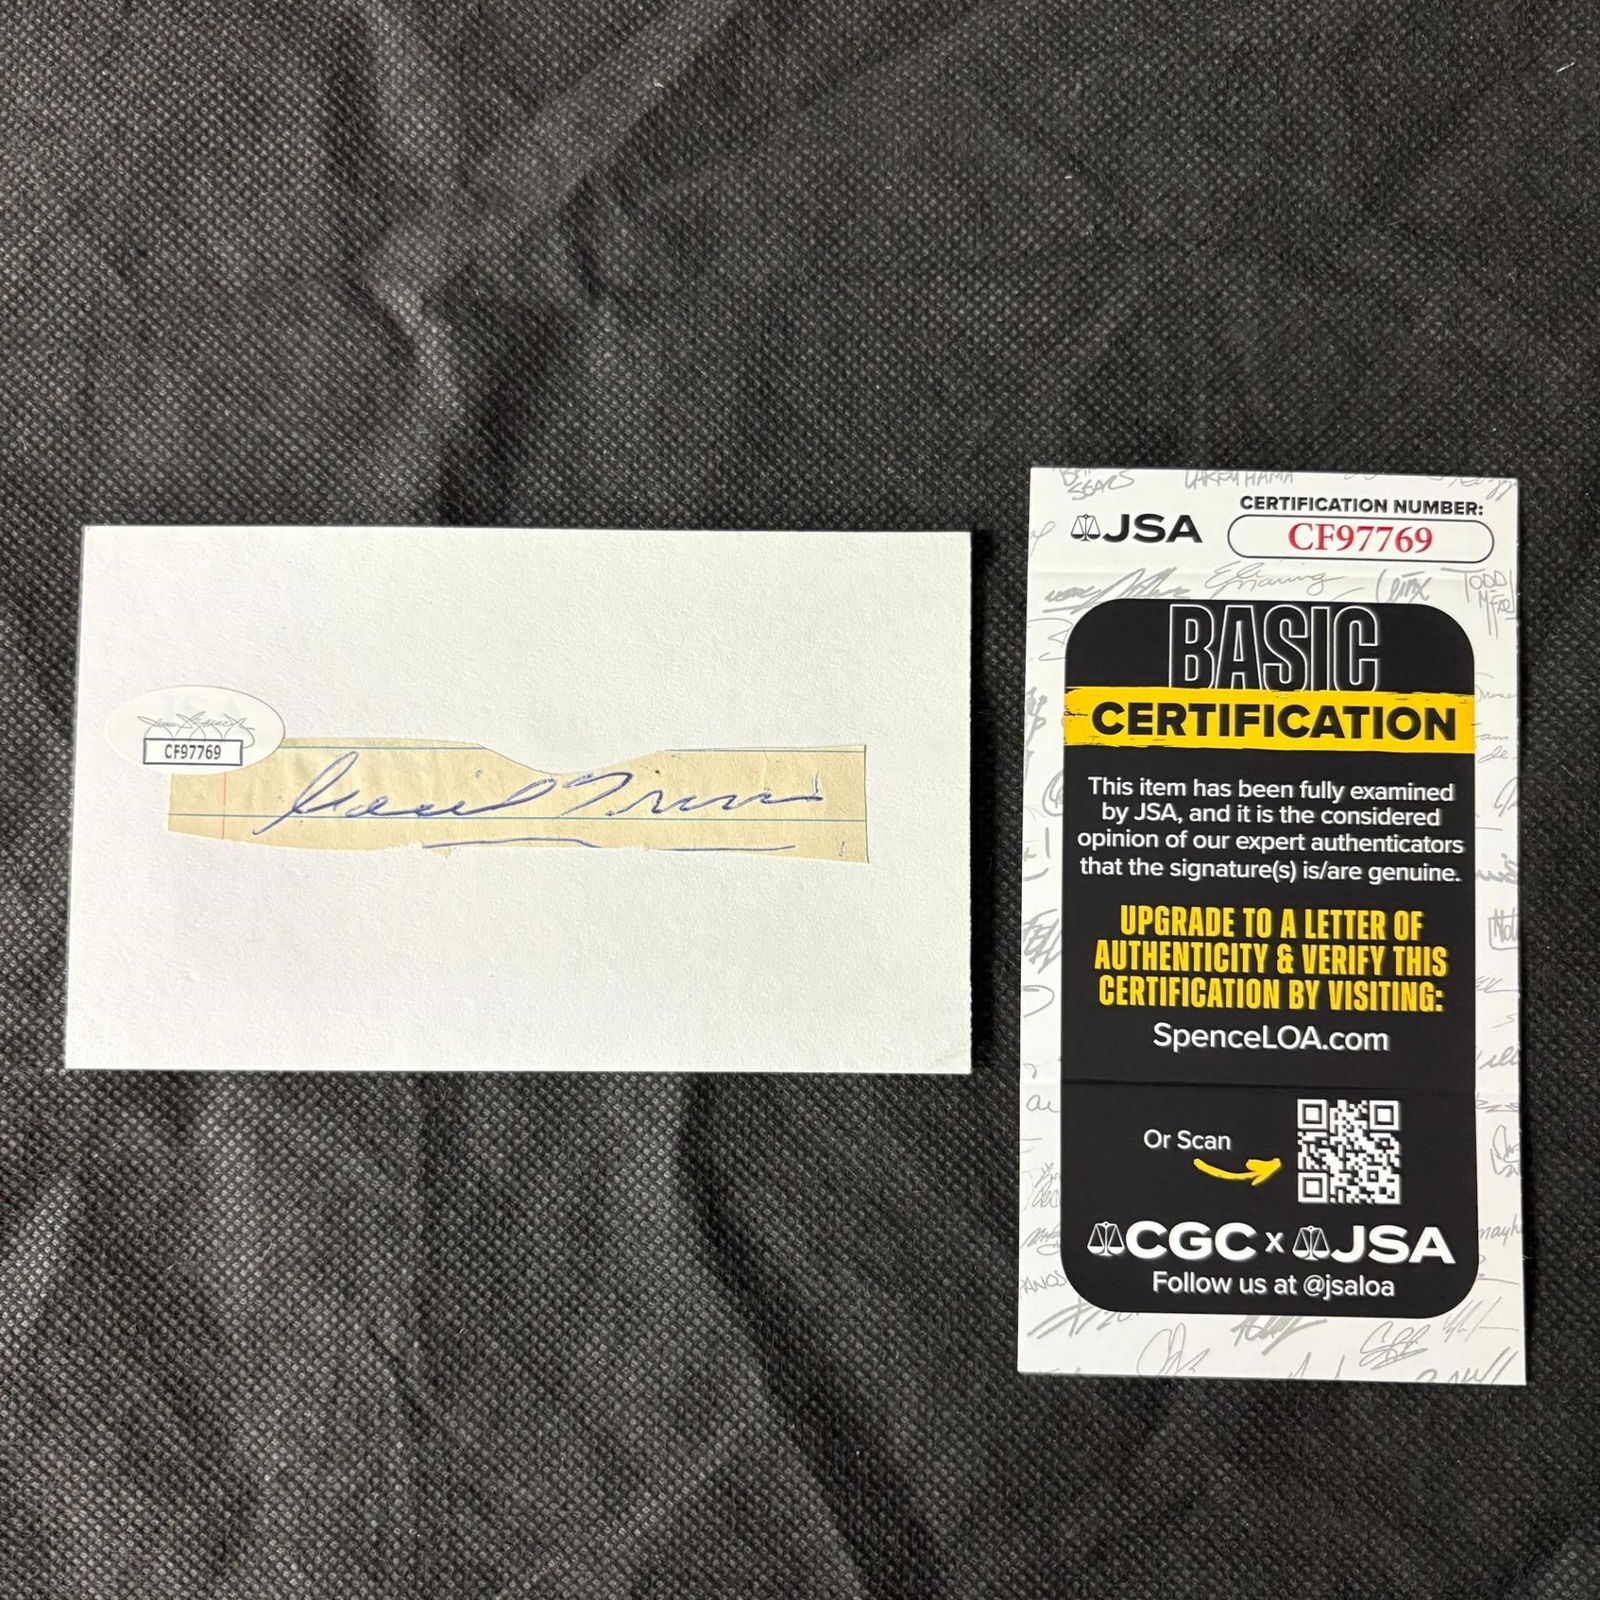 CF97769
JSA
CERTIFICATION NUMBER:
CF97769
BASIC
CERTIFICATION
This item has been fully examined
by JSA, and it is the considered
opinion of our expert authenticators
that the signature(s) is/are genuine.
UPGRADE TO A LETTER OF
AUTHENTICITY & VERIFY THIS
CERTIFICATION BY VISITING:
SpenceLOA.com
Or Scan
CGC x JSA
Follow us at @jsaloa